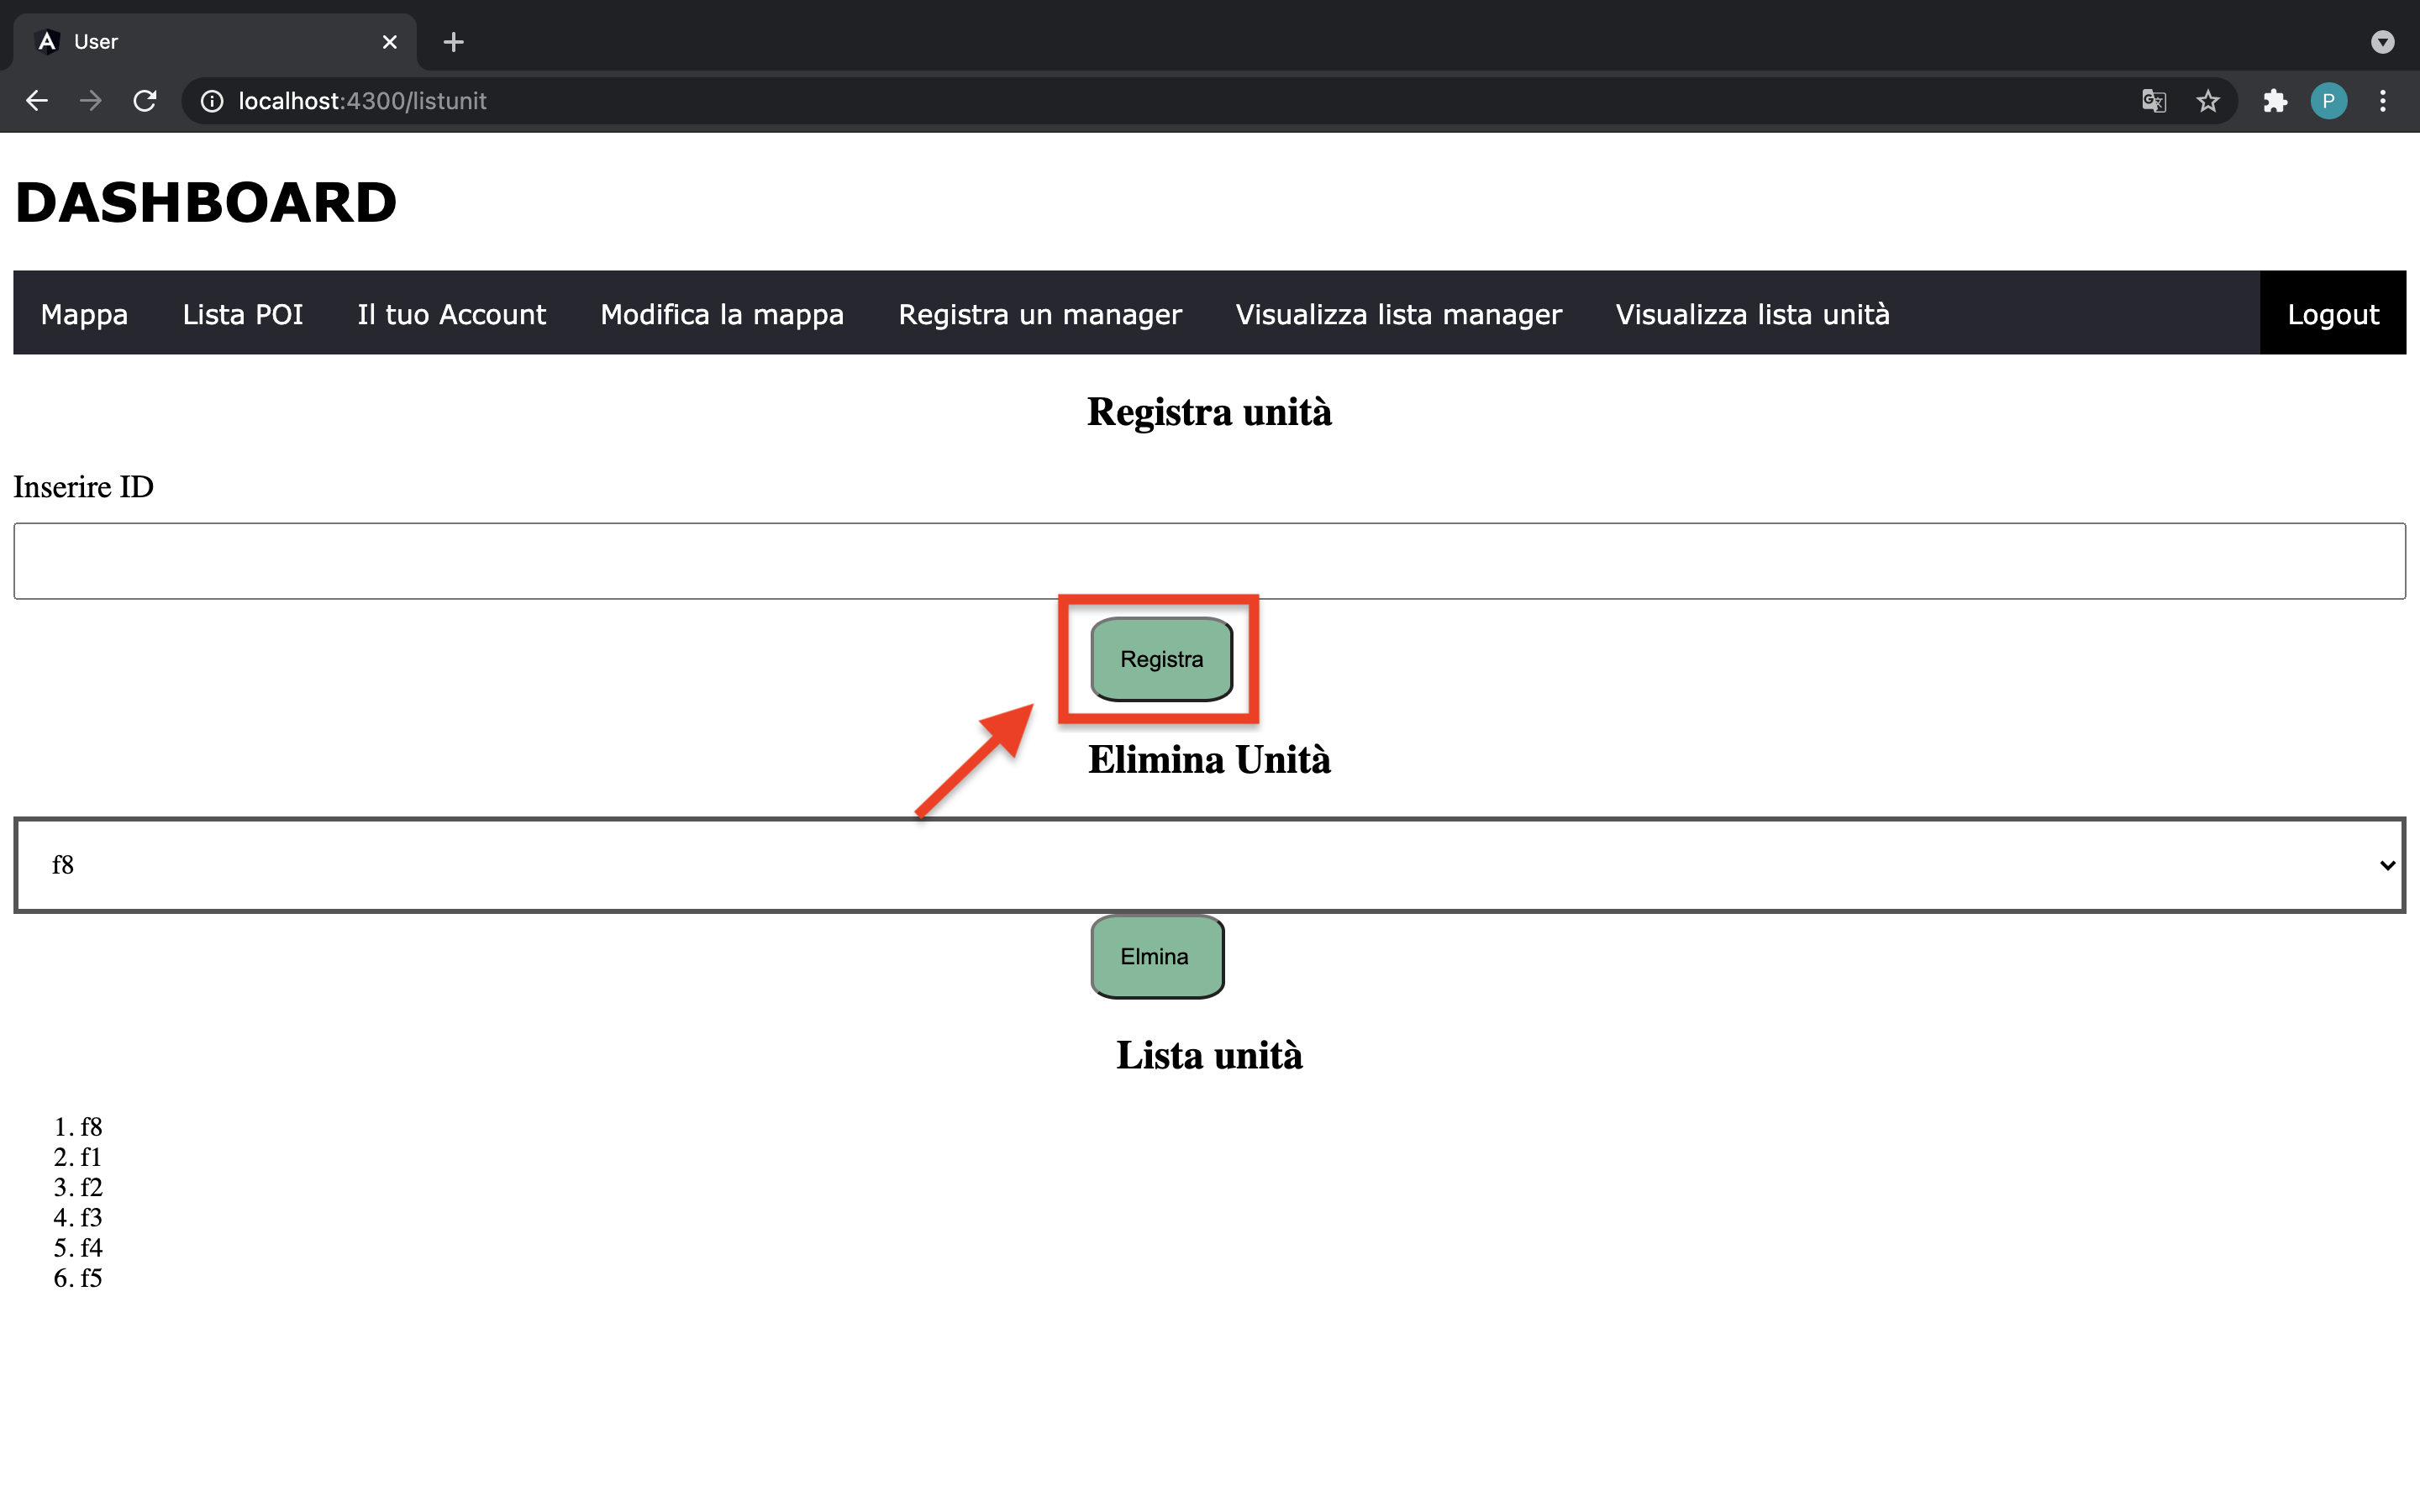 User
localhost:4300/listunit
P
DASHBOARD
Mappa Lista POI Il tuo Account Modifica la mappa Registra un manager Visualizza lista manager Visualizza lista unità Logout
Registra unità
Inserire ID
Registra
Elimina Unità
f8
Elmina
Lista unità
1. f8
2. f1
3. f2
4. f3
5. f4
6. f5